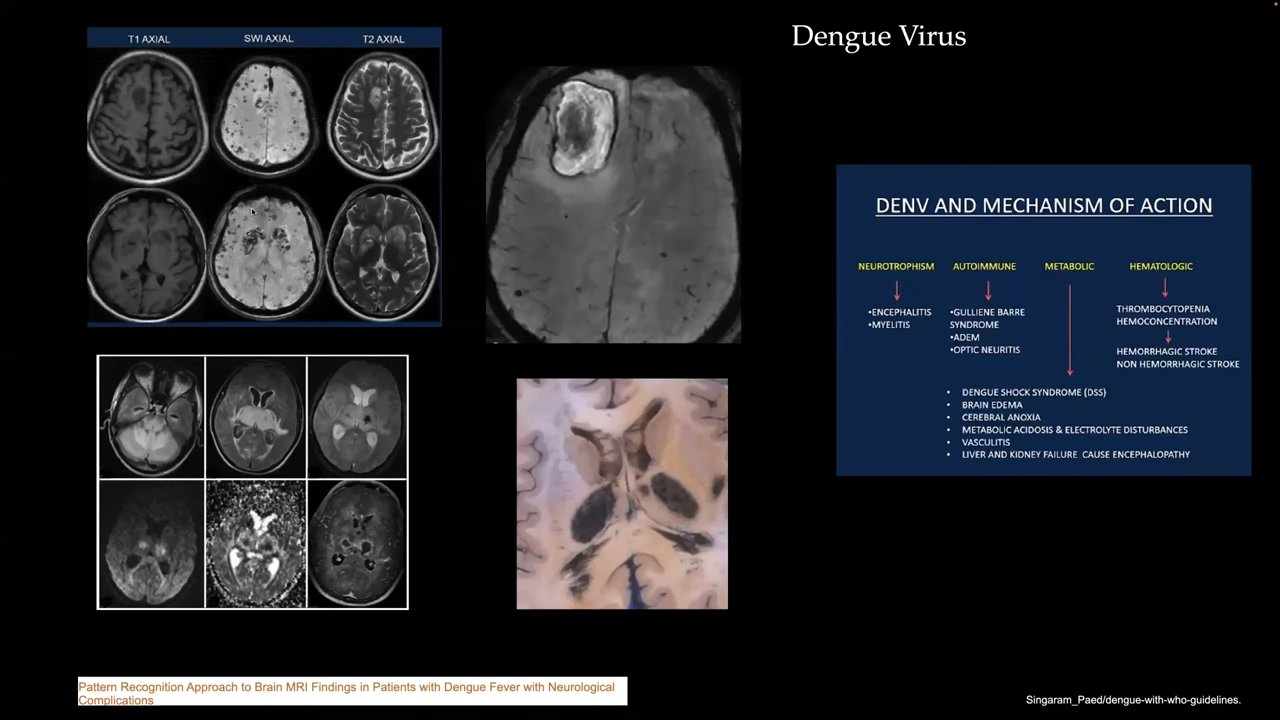 Dengue Virus
T1 AXIAL
SWI AXIAL
T2 AXIAL
DENV AND MECHANISM OF ACTION
NEUROTROPHISM
•ENCEPHALITIS
•MYELITIS
AUTOIMMUNE
•GULLIENE BARRE
SYNDROME
•ADEM
•OPTIC NEURITIS
METABOLIC
HEMATOLOGIC
THROMBOCYTOPENIA
HEMOCONCENTRATION
HEMORRHAGIC STROKE
NON HEMORRHAGIC STROKE
• DENGUE SHOCK SYNDROME (DSS)
• BRAIN EDEMA
• CEREBRAL ANOXIA
• METABOLIC ACIDOSIS & ELECTROLYTE DISTURBANCES
• VASCULITIS
• LIVER AND KIDNEY FAILURE CAUSE ENCEPHALOPATHY
Pattern Recognition Approach to Brain MRI Findings in Patients with Dengue Fever with Neurological
Complications
Singaram_Paed/dengue-with-who-guidelines.